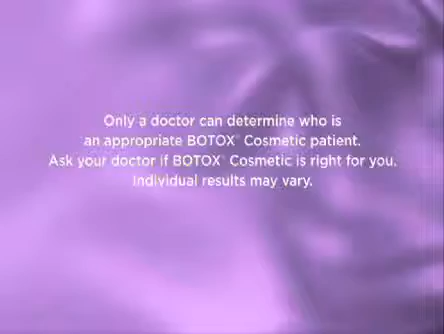 Only a doctor can determine who is
an appropriate BOTOX® Cosmetic patient.
Ask your doctor if BOTOX® Cosmetic is right for you.
Individual results may vary.